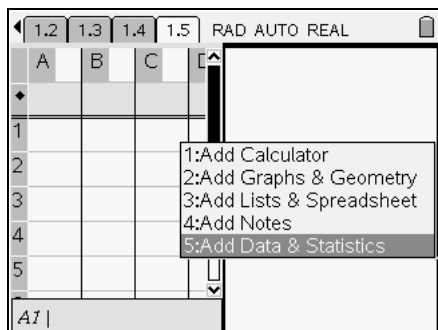 1.2 1.3 1.4 1.5 RAD AUTO REAL
A B C D
1
2
3
4
5
1:Add Calculator
2:Add Graphs & Geometry
3:Add Lists & Spreadsheet
4:Add Notes
5:Add Data & Statistics
A1